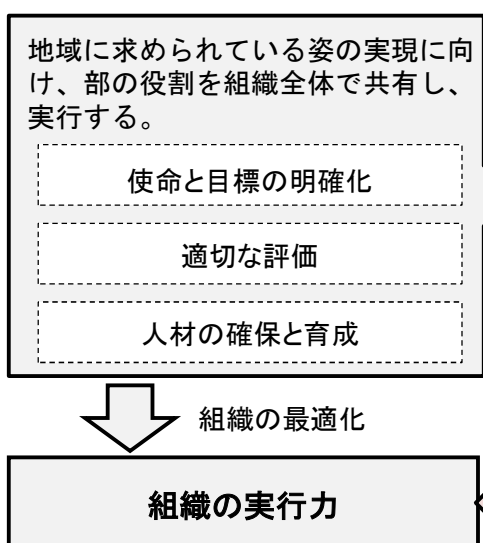 地域に求められている姿の実現に向
け、部の役割を組織全体で共有し、
実行する。
使命と目標の明確化
適切な評価
人材の確保と育成
組織の最適化
組織の実行力